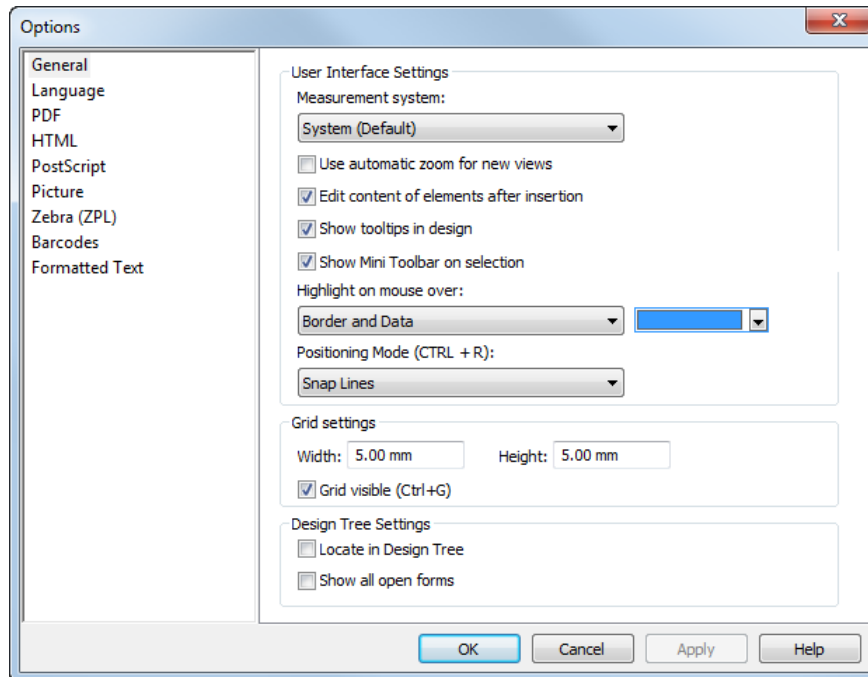 Options
General
Language
PDF
HTML
PostScript
Picture
Zebra (ZPL)
Barcodes
Formatted Text
User Interface Settings
Measurement system:
System (Default)
Use automatic zoom for new views
Edit content of elements after insertion
Show tooltips in design
Show Mini Toolbar on selection
Highlight on mouse over:
Border and Data
Positioning Mode (CTRL + R):
Snap Lines
Grid settings
Width: 5.00 mm Height: 5.00 mm
Grid visible (Ctrl+G)
Design Tree Settings
Locate in Design Tree
Show all open forms
OK Cancel Apply Help